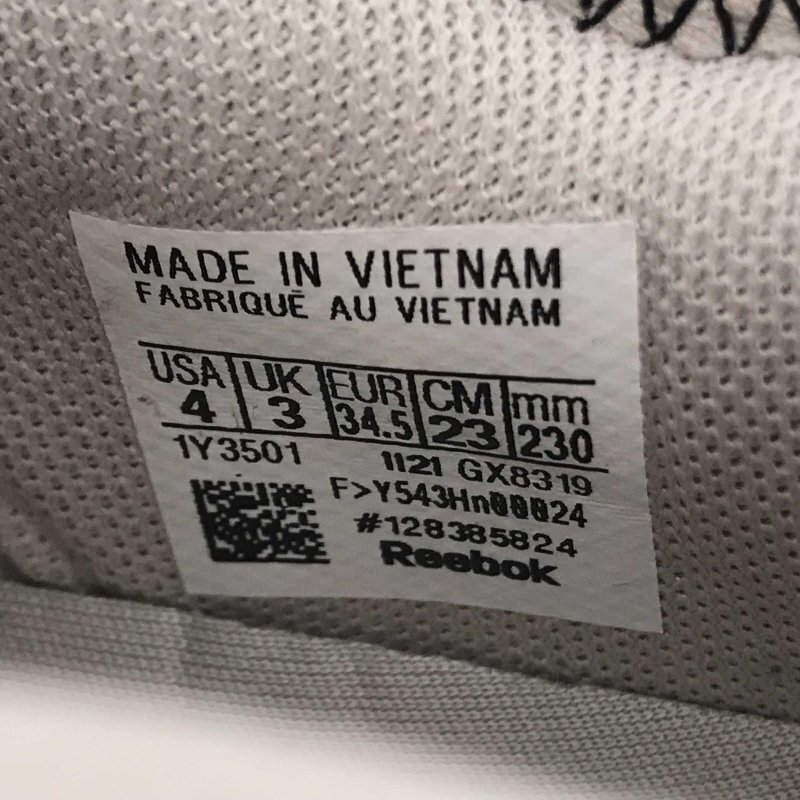 MADE IN VIETNAM
FABRIQUÉ AU VIETNAM
USA UK EUR CM mm
4 3 34.5 23 230
1Y3501 1121 GX8319
F>Y543Hn00024
#128385824
Reebok